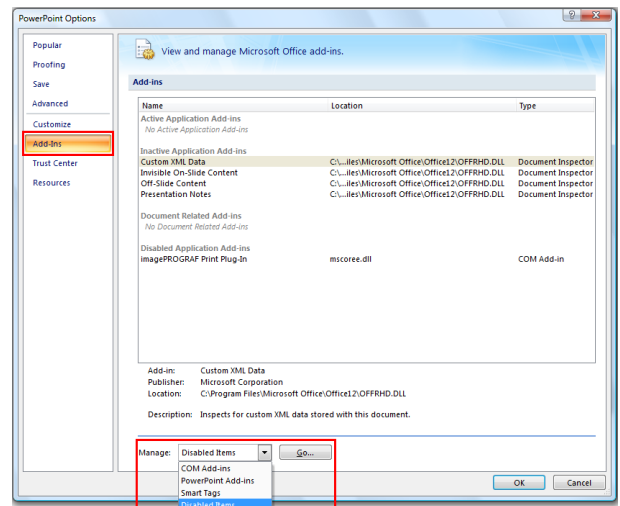 PowerPoint Options
Popular
Proofing
Save
Advanced
Customize
Add-Ins
Trust Center
Resources
View and manage Microsoft Office add-ins.
Add-ins
Name Location Type
Active Application Add-ins
No Active Application Add-ins
Inactive Application Add-ins
Custom XML Data C:\...iles\Microsoft Office\Office12\OFFRHD.DLL Document Inspector
Invisible On-Slide Content C:\...iles\Microsoft Office\Office12\OFFRHD.DLL Document Inspector
Off-Slide Content C:\...iles\Microsoft Office\Office12\OFFRHD.DLL Document Inspector
Presentation Notes C:\...iles\Microsoft Office\Office12\OFFRHD.DLL Document Inspector
Document Related Add-ins
No Document Related Add-ins
Disabled Application Add-ins
imagePROGRAF Print Plug-In mscoree.dll COM Add-in
Add-in: Custom XML Data
Publisher: Microsoft Corporation
Location: C:\Program Files\Microsoft Office\Office12\OFFRHD.DLL
Description: Inspects for custom XML data stored with this document.
Manage: Disabled Items Go...
COM Add-ins
PowerPoint Add-ins
Smart Tags
Disabled Items
OK Cancel